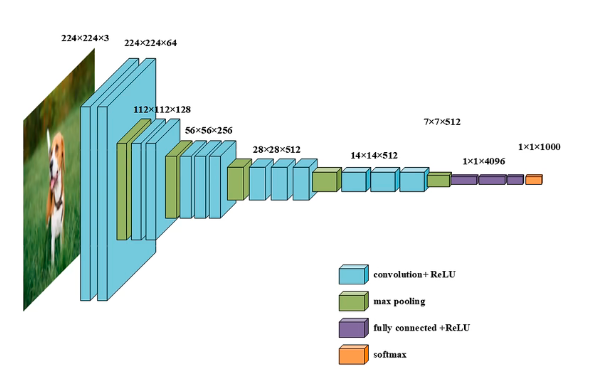 224×224×3
224×224×64
112×112×128
56×56×256
28×28×512
14×14×512
7×7×512
1×1×4096
1×1×1000
convolution+ ReLU
max pooling
fully connected +ReLU
softmax